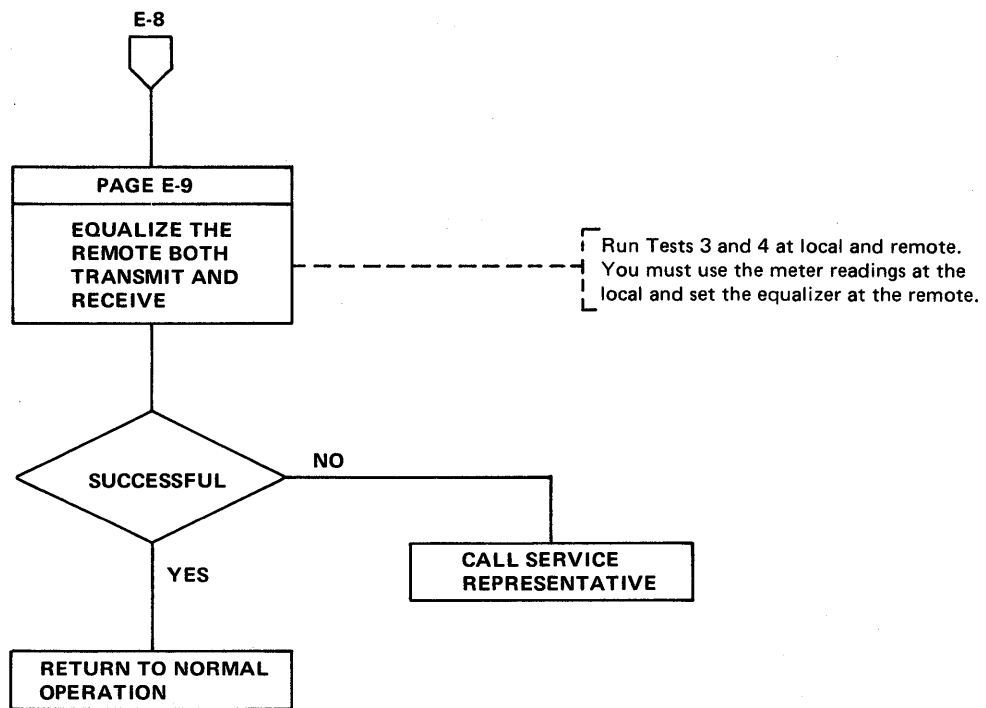 E-8
PAGE E-9
EQUALIZE THE
REMOTE BOTH
TRANSMIT AND
RECEIVE
Run Tests 3 and 4 at local and remote.
You must use the meter readings at the
local and set the equalizer at the remote.
SUCCESSFUL
NO
CALL SERVICE
REPRESENTATIVE
YES
RETURN TO NORMAL
OPERATION